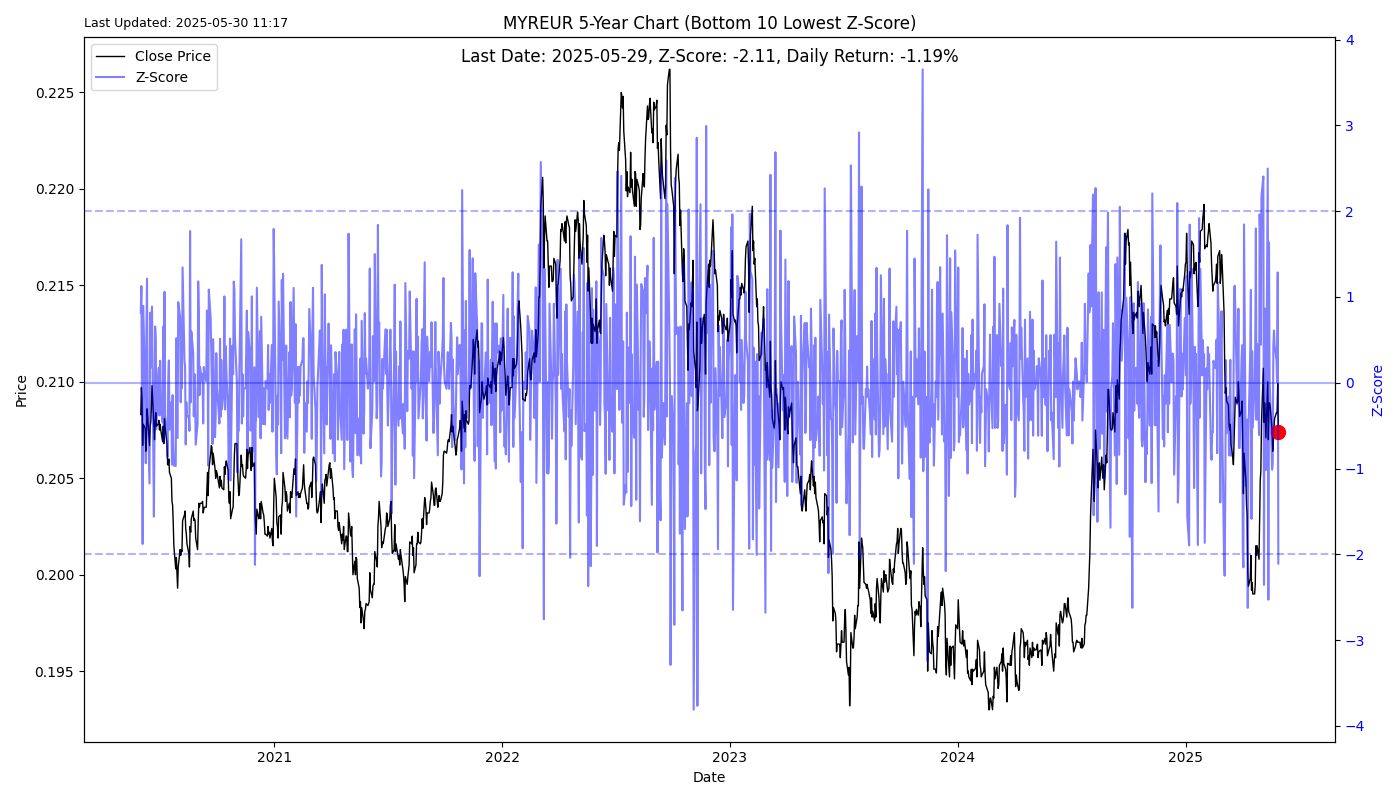 Last Updated: 2025-05-30 11:17
MYREUR 5-Year Chart (Bottom 10 Lowest Z-Score)
Last Date: 2025-05-29, Z-Score: -2.11, Daily Return: -1.19%
Close Price
Z-Score
0.225
0.220
0.215
0.210
0.205
0.200
0.195
Price
4
3
2
1
0
−1
−2
−3
−4
Z-Score
2021
2022
2023
2024
2025
Date